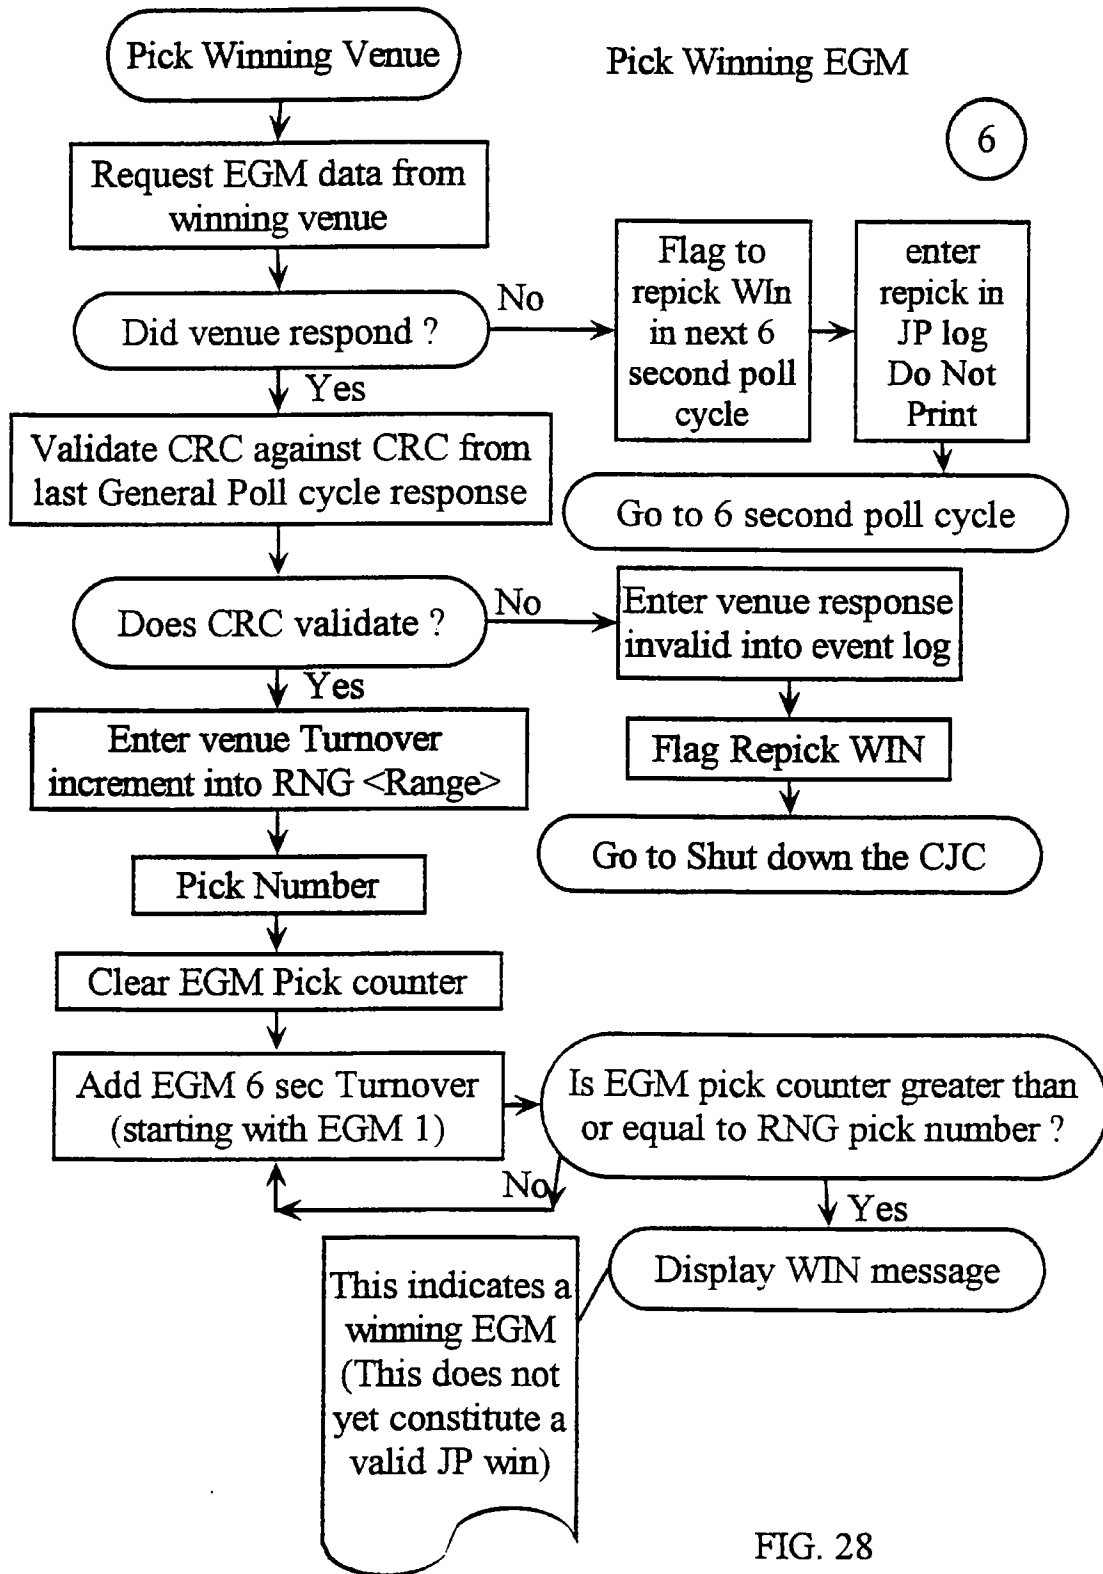 Pick Winning Venue
Pick Winning EGM
6
Request EGM data from
winning venue
Did venue respond ?
No
Flag to
repick WIn
in next 6
second poll
cycle
enter
repick in
JP log
Do Not
Print
Go to 6 second poll cycle
Yes
Validate CRC against CRC from
last General Poll cycle response
Does CRC validate ?
No
Enter venue response
invalid into event log
Flag Repick WIN
Go to Shut down the CJC
Yes
Enter venue Turnover
increment into RNG <Range>
Pick Number
Clear EGM Pick counter
Add EGM 6 sec Turnover
(starting with EGM 1)
Is EGM pick counter greater than
or equal to RNG pick number ?
No
Yes
Display WIN message
This indicates a
winning EGM
(This does not
yet constitute a
valid JP win)
FIG. 28